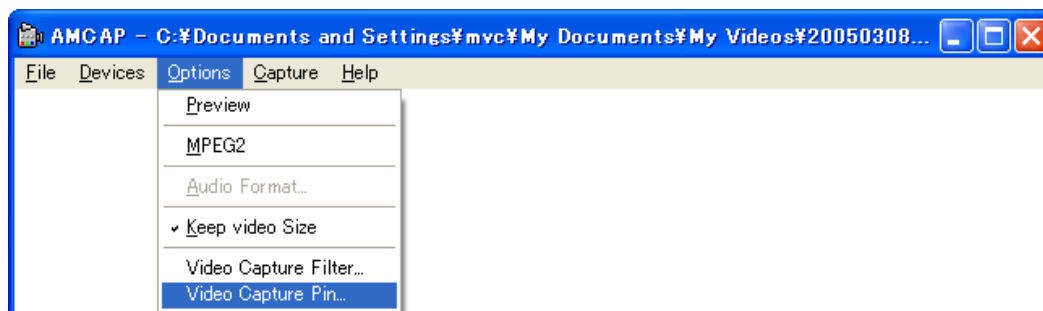 AMCAP - C:¥Documents and Settings¥mvc¥My Documents¥My Videos¥20050308...
File Devices Options Capture Help
Preview
MPEG2
Audio Format...
✓ Keep video Size
Video Capture Filter...
Video Capture Pin...